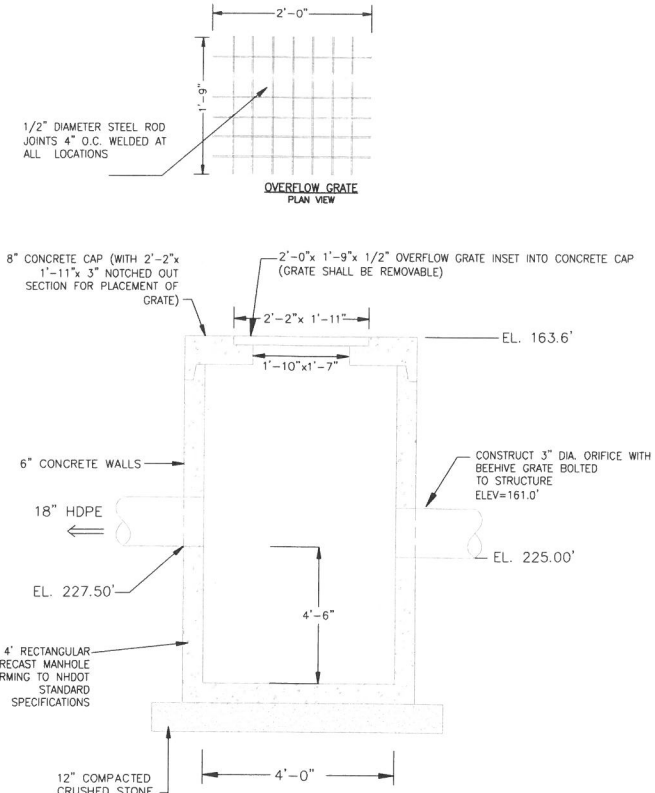 2'-0"
1'-9"
1/2" DIAMETER STEEL ROD
JOINTS 4" O.C. WELDED AT
ALL LOCATIONS
OVERFLOW GRATE
PLAN VIEW
8" CONCRETE CAP (WITH 2'-2"x
1'-11"x 3" NOTCHED OUT
SECTION FOR PLACEMENT OF
GRATE)
2'-0"x 1'-9"x 1/2" OVERFLOW GRATE INSET INTO CONCRETE CAP
(GRATE SHALL BE REMOVABLE)
2'-2"x 1'-11"
EL. 163.6'
1'-10"x1'-7"
6" CONCRETE WALLS
CONSTRUCT 3" DIA. ORIFICE WITH
BEEHIVE GRATE BOLTED
TO STRUCTURE
ELEV=161.0'
18" HDPE
EL. 225.00'
EL. 227.50'
4'-6"
4' RECTANGULAR
RECAST MANHOLE
RMING TO NHDOT
STANDARD
SPECIFICATIONS
4'-0"
12" COMPACTED
CRUSHED STONE